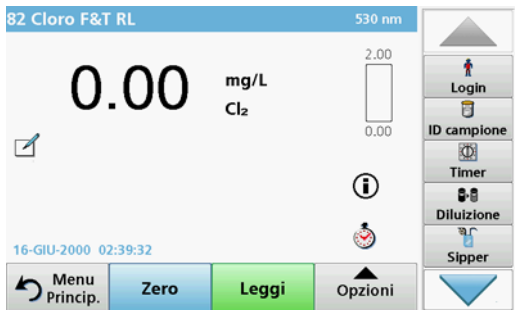 82 Cloro F&T RL
530 nm
2.00
0.00
mg/L
Cl₂
0.00
i
16-GIU-2000 02:39:32
Menu
Princip.
Zero
Leggi
Opzioni
Login
ID campione
Timer
Diluizione
Sipper